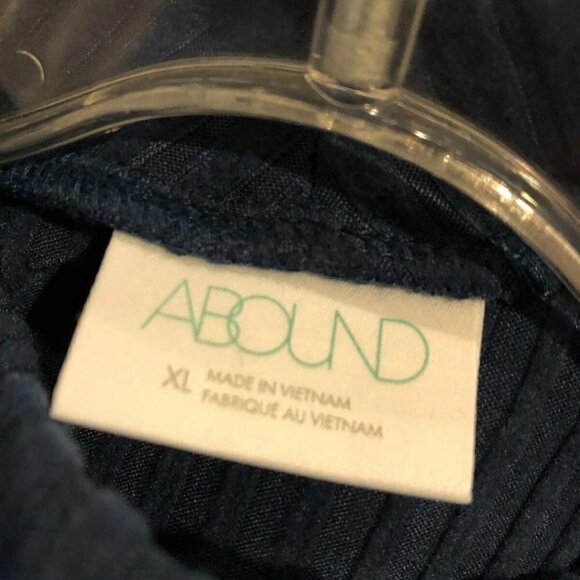 ABOUND
XL MADE IN VIETNAM
FABRIQUÉ AU VIETNAM